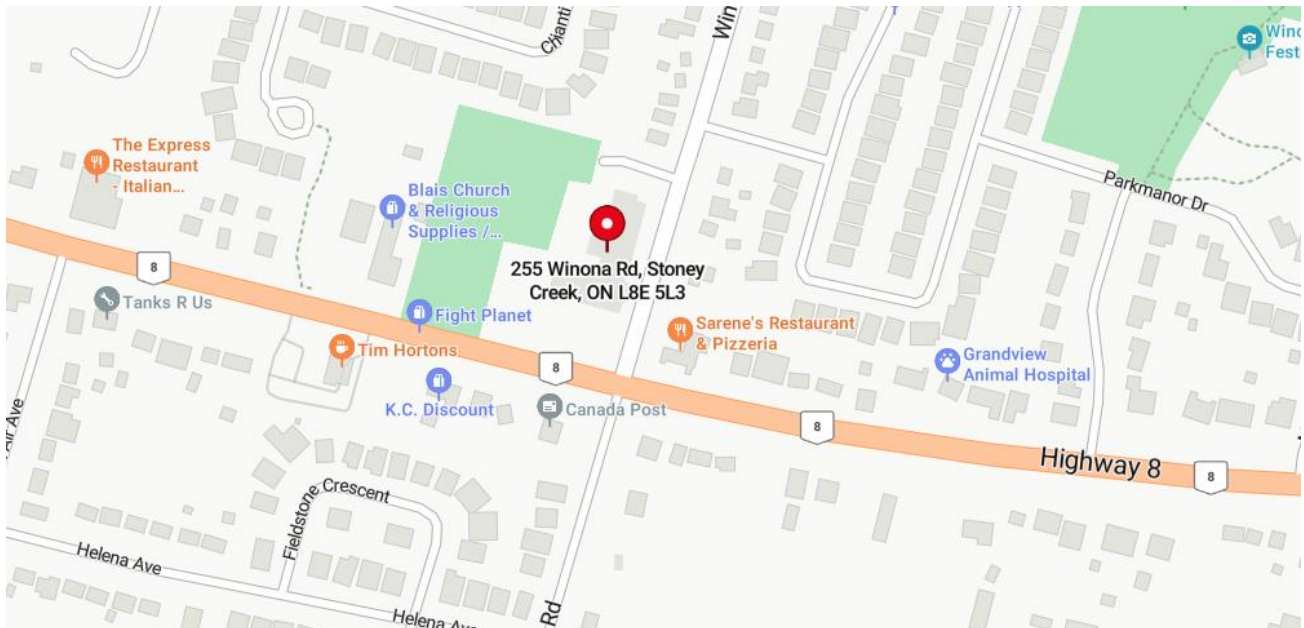 Chianti
Win
Wino
Fest
The Express
Restaurant
- Italian...
Blais Church
& Religious
Supplies /...
Parkmanor Dr
8
255 Winona Rd, Stoney
Creek, ON L8E 5L3
Tanks R Us
Fight Planet
Sarene's Restaurant
& Pizzeria
Tim Hortons
Grandview
Animal Hospital
8
K.C. Discount
Canada Post
8
Air Ave
Highway 8
8
Fieldstone Crescent
Helena Ave
Helena Ave
Rd